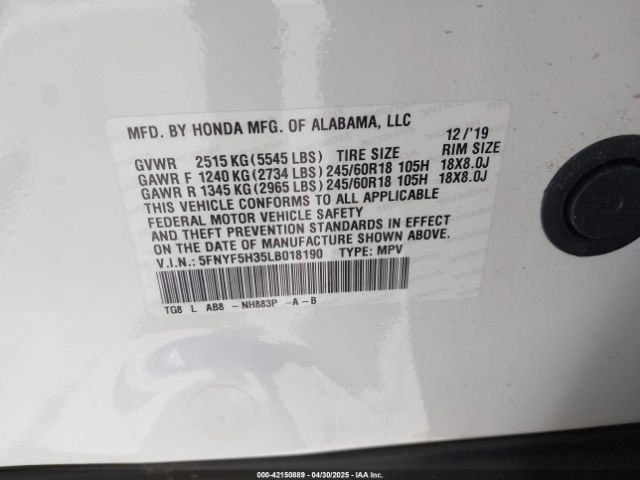 MFD. BY HONDA MFG. OF ALABAMA, LLC 12/'19
GVWR 2515 KG (5545 LBS) TIRE SIZE RIM SIZE
GAWR F 1240 KG (2734 LBS) 245/60R18 105H 18X8.0J
GAWR R 1345 KG (2965 LBS) 245/60R18 105H 18X8.0J
THIS VEHICLE CONFORMS TO ALL APPLICABLE
FEDERAL MOTOR VEHICLE SAFETY
AND THEFT PREVENTION STANDARDS IN EFFECT
ON THE DATE OF MANUFACTURE SHOWN ABOVE.
V.I.N.: 5FNYF5H35LB018190 TYPE: MPV
TG8 L AB8 -NH883P -A-B
000-42150889 - 04/30/2025 - IAA Inc.